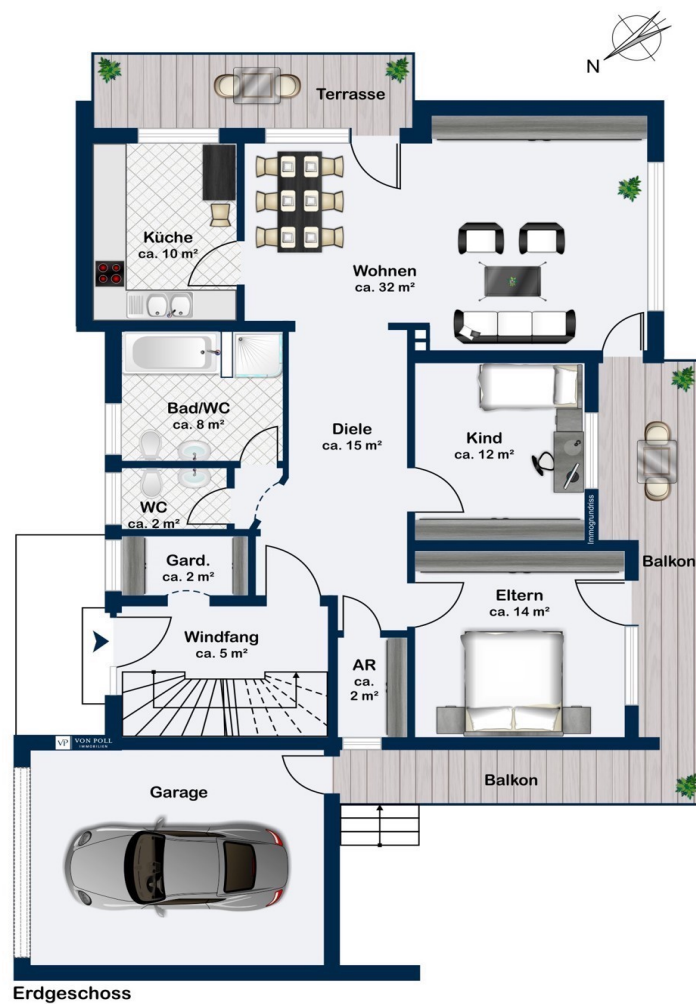 N
Terrasse
Küche
ca. 10 m²
Wohnen
ca. 32 m²
Bad/WC
ca. 8 m²
Diele
ca. 15 m²
Kind
ca. 12 m²
WC
ca. 2 m²
Immogrundriss
Gard.
ca. 2 m²
Balkon
Eltern
ca. 14 m²
Windfang
ca. 5 m²
AR
ca.
2 m²
VP VON POLL
IMMOBILIEN
Garage
Balkon
Erdgeschoss